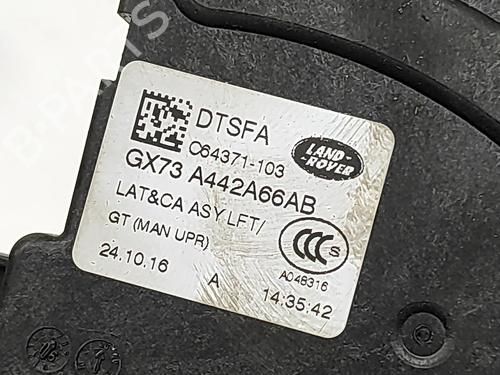 B-PARTS
DTSFA
C64371-103
LAND-
ROVER
GX73 A442A66AB
LAT&CA ASY LFT/
GT (MAN UPR)
CCC S
A048316
24.10.16 A 14:35:42